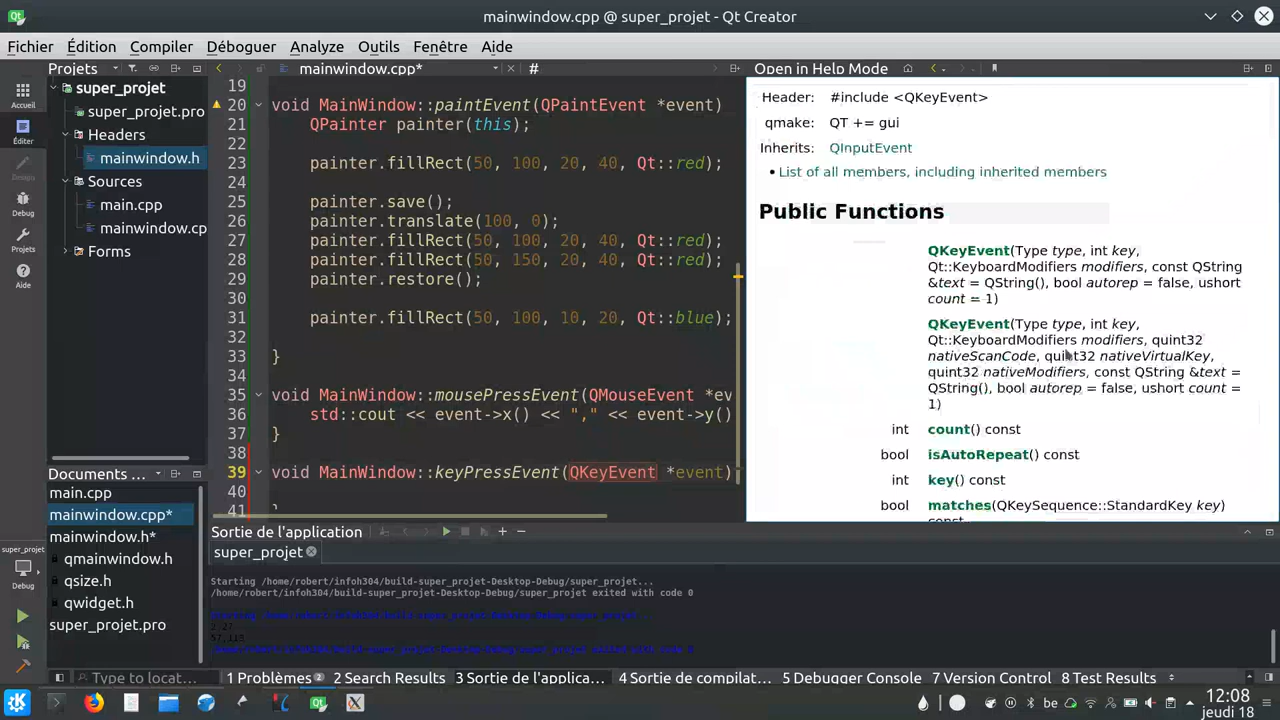 mainwindow.cpp @ super_projet - Qt Creator
Fichier Édition Compiler Déboguer Analyze Outils Fenêtre Aide
Projets
mainwindow.cpp*
#
Open in Help Mode
Accueil
Éditer
Design
Debug
Projets
Aide
super_projet
super_projet.pro
Headers
mainwindow.h
Sources
main.cpp
mainwindow.cp
Forms
19
20 void MainWindow::paintEvent(QPaintEvent *event)
21 QPainter painter(this);
22
23 painter.fillRect(50, 100, 20, 40, Qt::red);
24
25 painter.save();
26 painter.translate(100, 0);
27 painter.fillRect(50, 100, 20, 40, Qt::red);
28 painter.fillRect(50, 150, 20, 40, Qt::red);
29 painter.restore();
30
31 painter.fillRect(50, 100, 10, 20, Qt::blue);
32
33 }
34
35 void MainWindow::mousePressEvent(QMouseEvent *ev
36 std::cout << event->x() << "," << event->y()
37 }
38
39 void MainWindow::keyPressEvent(QKeyEvent *event)
40
41
Header: #include <QKeyEvent>
qmake: QT += gui
Inherits: QInputEvent
• List of all members, including inherited members
Public Functions
QKeyEvent(Type type, int key,
Qt::KeyboardModifiers modifiers, const QString
&text = QString(), bool autorep = false, ushort
count = 1)
QKeyEvent(Type type, int key,
Qt::KeyboardModifiers modifiers, quint32
nativeScanCode, quint32 nativeVirtualKey,
quint32 nativeModifiers, const QString &text =
QString(), bool autorep = false, ushort count =
1)
int count() const
bool isAutoRepeat() const
int key() const
bool matches(QKeySequence::StandardKey key)
const
Documents ...
main.cpp
mainwindow.cpp*
mainwindow.h*
qmainwindow.h
qsize.h
qwidget.h
super_projet.pro
super_projet
Debug
Sortie de l'application
super_projet
Starting /home/robert/infoh304/build-super_projet-Desktop-Debug/super_projet...
/home/robert/infoh304/build-super_projet-Desktop-Debug/super_projet exited with code 0
Type to locat...
1 Problèmes 2 Search Results 3 Sortie de l'applica... 4 Sortie de compilat... 5 Debugger Console 7 Version Control 8 Test Results
be
12:08
jeudi 18